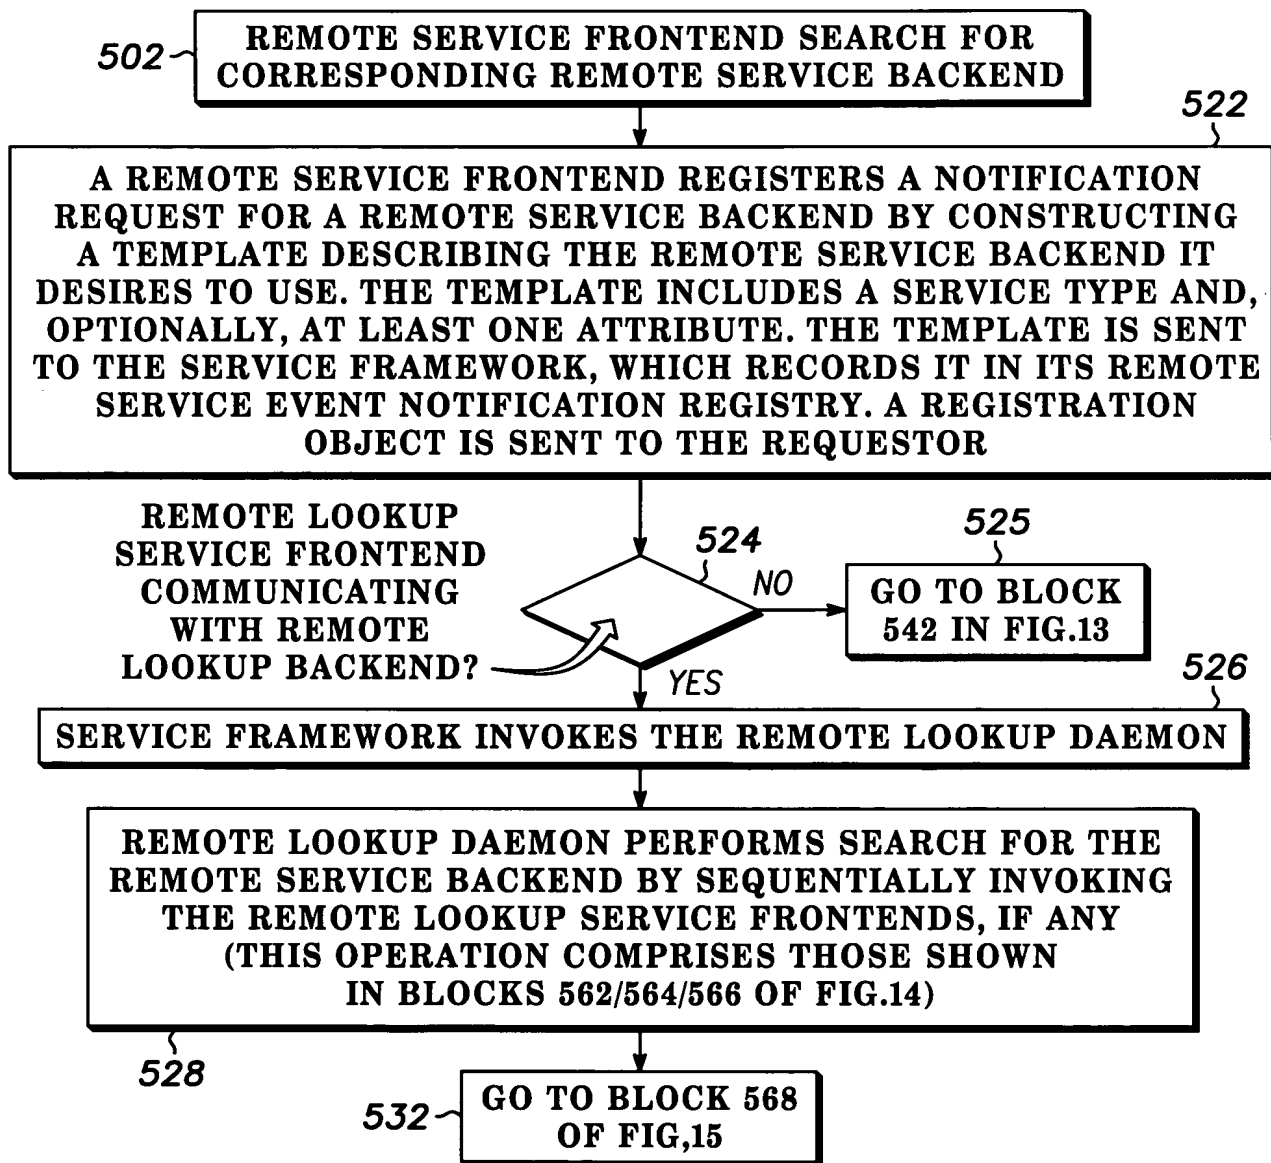 502
REMOTE SERVICE FRONTEND SEARCH FOR
CORRESPONDING REMOTE SERVICE BACKEND
522
A REMOTE SERVICE FRONTEND REGISTERS A NOTIFICATION
REQUEST FOR A REMOTE SERVICE BACKEND BY CONSTRUCTING
A TEMPLATE DESCRIBING THE REMOTE SERVICE BACKEND IT
DESIRES TO USE. THE TEMPLATE INCLUDES A SERVICE TYPE AND,
OPTIONALLY, AT LEAST ONE ATTRIBUTE. THE TEMPLATE IS SENT
TO THE SERVICE FRAMEWORK, WHICH RECORDS IT IN ITS REMOTE
SERVICE EVENT NOTIFICATION REGISTRY. A REGISTRATION
OBJECT IS SENT TO THE REQUESTOR
REMOTE LOOKUP
SERVICE FRONTEND
COMMUNICATING
WITH REMOTE
LOOKUP BACKEND?
524
NO
YES
525
GO TO BLOCK
542 IN FIG.13
526
SERVICE FRAMEWORK INVOKES THE REMOTE LOOKUP DAEMON
REMOTE LOOKUP DAEMON PERFORMS SEARCH FOR THE
REMOTE SERVICE BACKEND BY SEQUENTIALLY INVOKING
THE REMOTE LOOKUP SERVICE FRONTENDS, IF ANY
(THIS OPERATION COMPRISES THOSE SHOWN
IN BLOCKS 562/564/566 OF FIG.14)
528
532
GO TO BLOCK 568
OF FIG,15